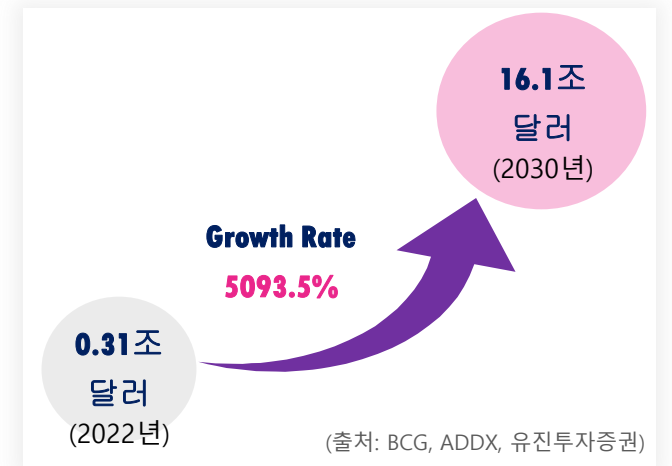 16.1조
달러
(2030년)
Growth Rate
5093.5%
0.31조
달러
(2022년)
(출처: BCG, ADDX, 유진투자증권)